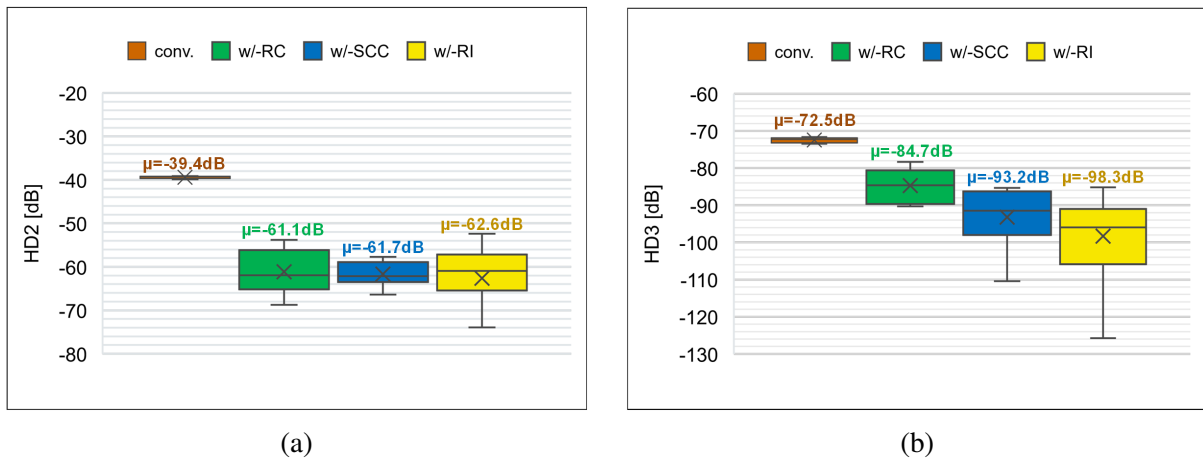 conv. w/-RC w/-SCC w/-RI
-20
-30
-40
-50
-60
-70
-80
HD2 [dB]
μ=-39.4dB
μ=-61.1dB
μ=-61.7dB
μ=-62.6dB
(a)
conv. w/-RC w/-SCC w/-RI
-60
-70
-80
-90
-100
-110
-120
-130
HD3 [dB]
μ=-72.5dB
μ=-84.7dB
μ=-93.2dB
μ=-98.3dB
(b)